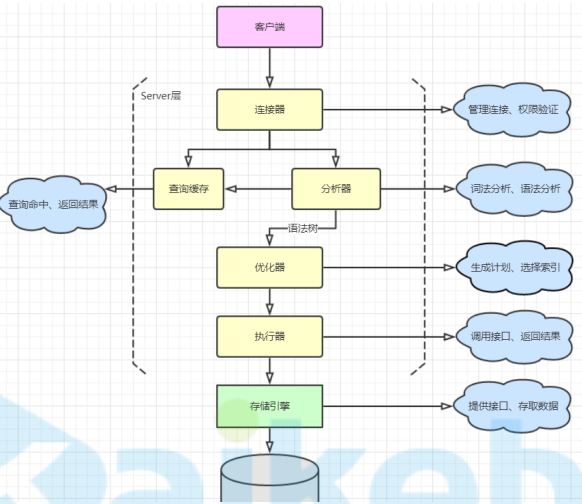 客户端
Server层
连接器
管理连接、权限验证
查询命中、返回结果
查询缓存
分析器
词法分析、语法分析
语法树
优化器
生成计划、选择索引
执行器
调用接口、返回结果
存储引擎
提供接口、存取数据